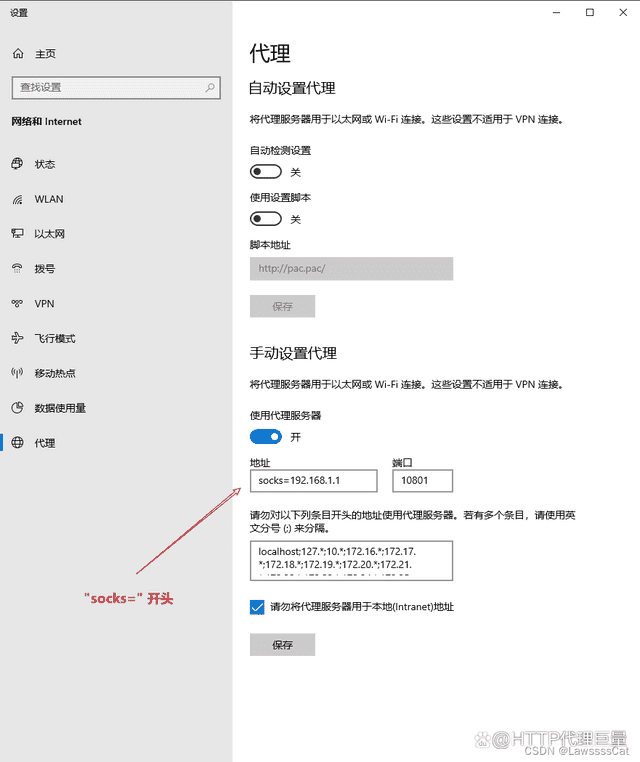 设置
主页
查找设置
网络和 Internet
状态
WLAN
以太网
拨号
VPN
飞行模式
移动热点
数据使用量
代理
代理
自动设置代理
将代理服务器用于以太网或 Wi-Fi 连接。这些设置不适用于 VPN 连接。
自动检测设置
关
使用设置脚本
关
脚本地址
http://pac.pac/
保存
手动设置代理
将代理服务器用于以太网或 Wi-Fi 连接。这些设置不适用于 VPN 连接。
使用代理服务器
开
地址 端口
socks=192.168.1.1 10801
请勿对以下列条目开头的地址使用代理服务器。若有多个条目，请使用英
文分号 (;) 来分隔。
localhost;127.*;10.*;172.16.*;172.17.
*;172.18.*;172.19.*;172.20.*;172.21.
"socks=" 开头
请勿将代理服务器用于本地(Intranet)地址
保存
@HTTP代理巨量
CSDN @LawssssCat